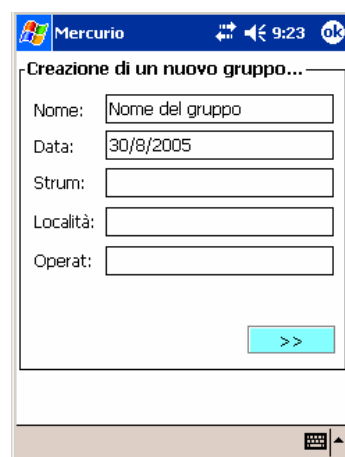 Mercurio 9:23 ok
Creazione di un nuovo gruppo...
Nome: Nome del gruppo
Data: 30/8/2005
Strum:
Località:
Operat:
>>